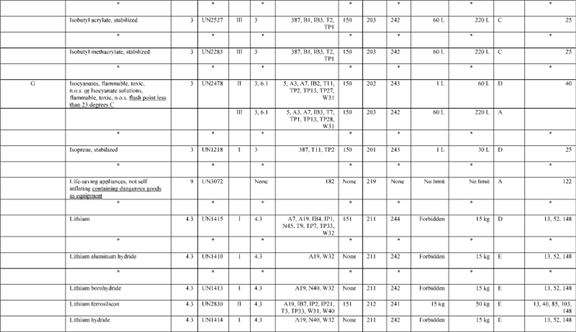 * * * * * * *
Isobutyl acrylate, stabilized 3 UN2527 III 3 387, B1, IB3, T2, 150 203 242 60 L 220 L C 25
TP1
* * * * * * *
Isobutyl methacrylate, stabilized 3 UN2283 III 3 387, B1, IB3, T2, 150 203 242 60 L 220 L C 25
TP1
* * * * * * *
G Isocyanates, flammable, toxic, 3 UN2478 II 3, 6.1 5, A3, A7, IB2, T11, 150 202 243 1 L 60 L D 40
n.o.s. or Isocyanate solutions, TP2, TP13, TP27,
flammable, toxic, n.o.s. flash point less W31
than 23 degrees C
III 3, 6.1 5, A3, A7, IB3, T7, 150 203 242 60 L 220 L A
TP1, TP13, TP28,
W31
* * * * * * *
Isoprene, stabilized 3 UN1218 I 3 387, T11, TP2 150 201 243 1 L 30 L D 25
* * * * * * *
Life-saving appliances, not self 9 UN3072 None 182 None 219 None No limit No limit A 122
inflating containing dangerous goods
as equipment
* * * * * * *
Lithium 4.3 UN1415 I 4.3 A7, A19, IB4, IP1, 151 211 244 Forbidden 15 kg D 13, 52, 148
N45, T9, TP7, TP33,
W32
* * * * * * *
Lithium aluminum hydride 4.3 UN1410 I 4.3 A19, W32 None 211 242 Forbidden 15 kg E 13, 52, 148
* * * * * * *
Lithium borohydride 4.3 UN1413 I 4.3 A19, N40, W32 None 211 242 Forbidden 15 kg E 13, 52, 148
Lithium ferrosilicon 4.3 UN2830 II 4.3 A19, IB7, IP2, IP21, 151 212 241 15 kg 50 kg E 13, 40, 85, 103,
T3, TP33, W31, W40 148
Lithium hydride 4.3 UN1414 I 4.3 A19, N40, W32 None 211 242 Forbidden 15 kg E 13, 52, 148